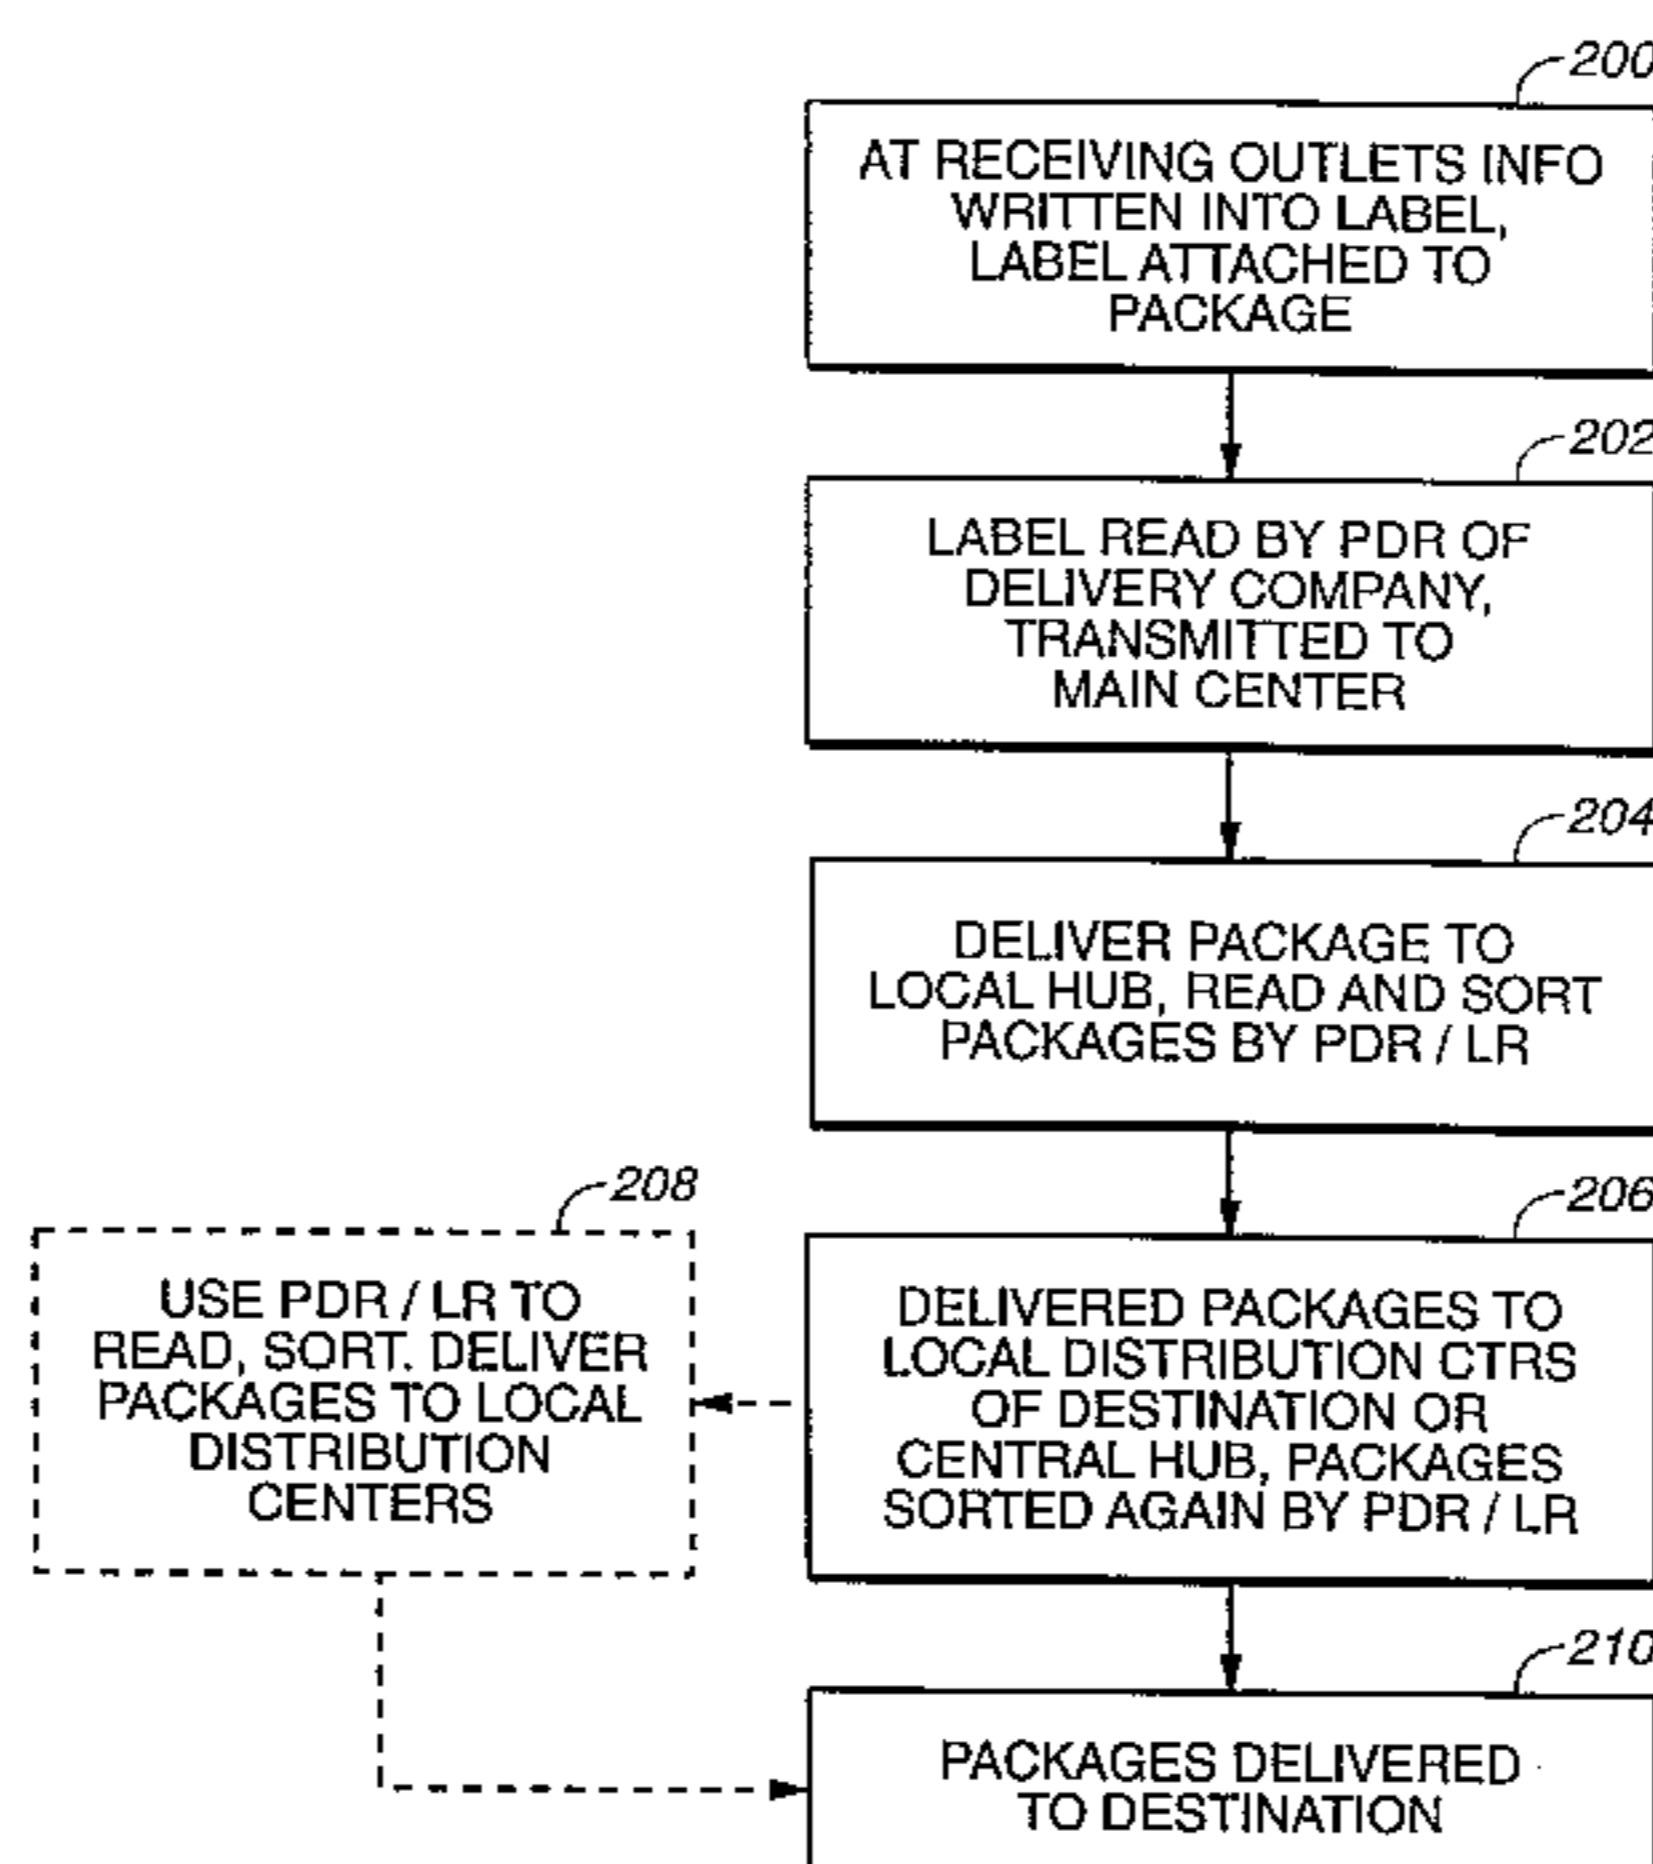 200
AT RECEIVING OUTLETS INFO
WRITTEN INTO LABEL,
LABEL ATTACHED TO
PACKAGE
202
LABEL READ BY PDR OF
DELIVERY COMPANY,
TRANSMITTED TO
MAIN CENTER
204
DELIVER PACKAGE TO
LOCAL HUB, READ AND SORT
PACKAGES BY PDR / LR
206
DELIVERED PACKAGES TO
LOCAL DISTRIBUTION CTRS
OF DESTINATION OR
CENTRAL HUB, PACKAGES
SORTED AGAIN BY PDR / LR
208
USE PDR / LR TO
READ, SORT. DELIVER
PACKAGES TO LOCAL
DISTRIBUTION
CENTERS
210
PACKAGES DELIVERED
TO DESTINATION